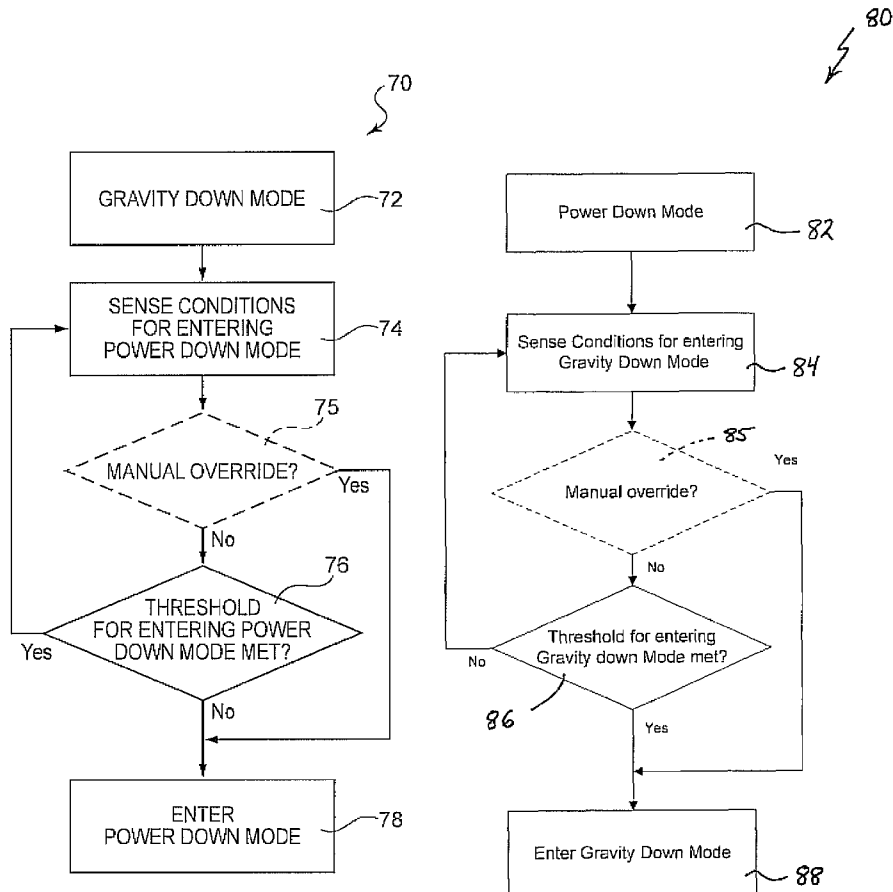 70
GRAVITY DOWN MODE
72
SENSE CONDITIONS
FOR ENTERING
POWER DOWN MODE
74
75
MANUAL OVERRIDE?
Yes
No
76
THRESHOLD
FOR ENTERING POWER
DOWN MODE MET?
Yes
No
ENTER
POWER DOWN MODE
78
80
Power Down Mode
82
Sense Conditions for entering
Gravity Down Mode
84
85
Yes
Manual override?
No
Threshold for entering
Gravity down Mode met?
No
86
Yes
Enter Gravity Down Mode
88